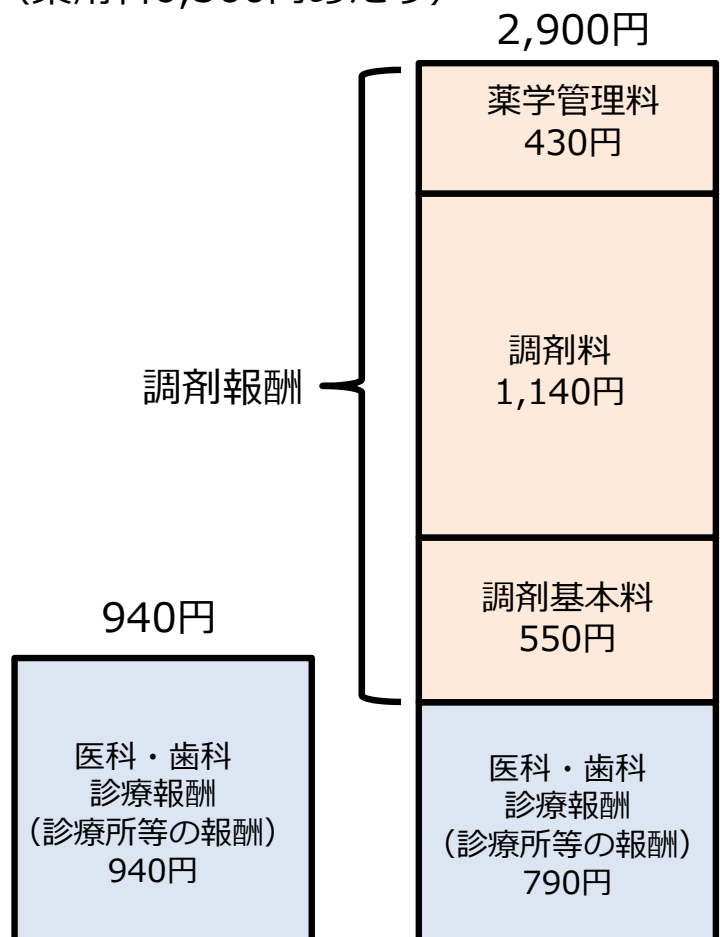 2,900円
薬学管理料
430円
調剤料
1,140円
調剤報酬
調剤基本料
550円
940円
医科・歯科
診療報酬
（診療所等の報酬）
940円
医科・歯科
診療報酬
（診療所等の報酬）
790円